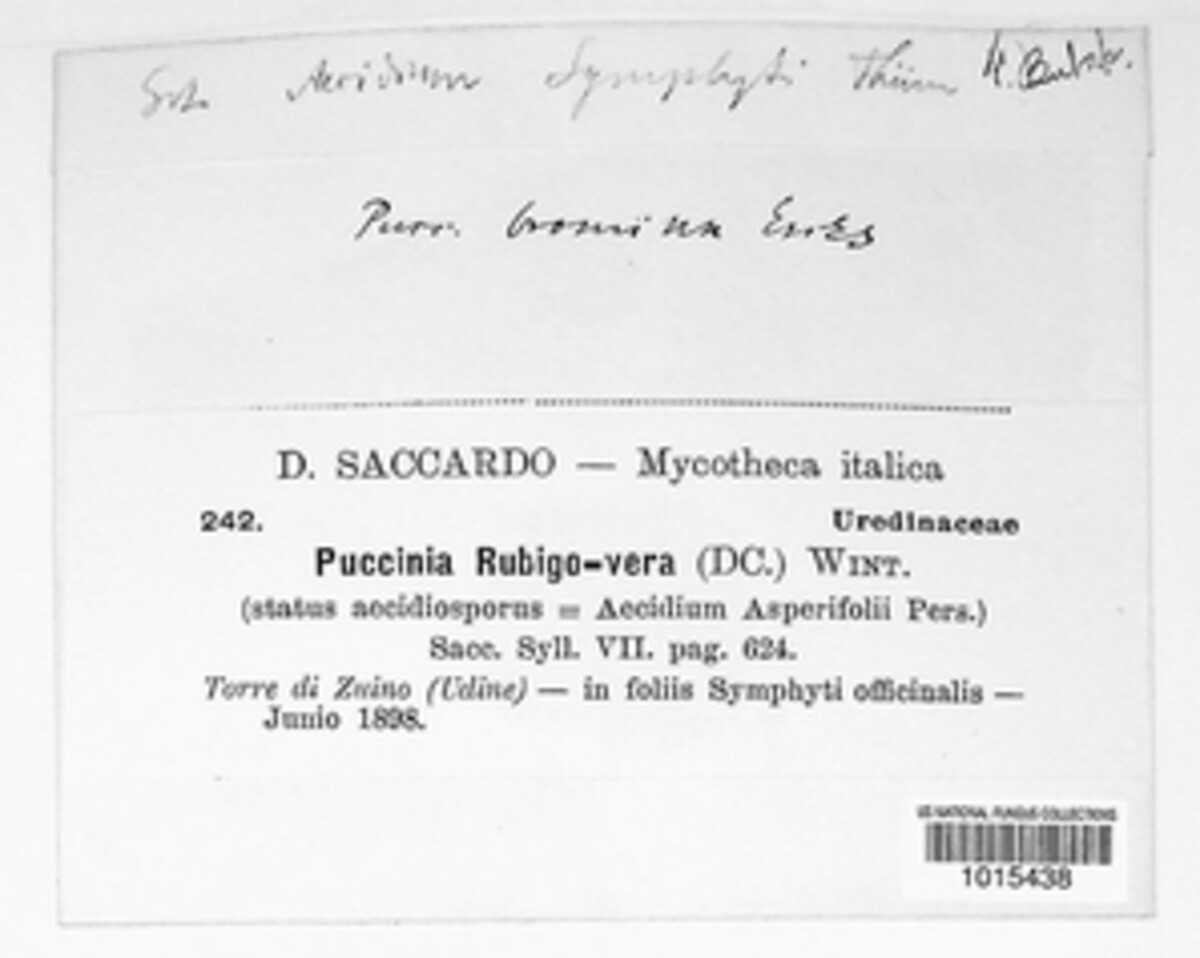 Aecidium Symphyti Thüm
Pucc. bromina Erikss
D. SACCARDO — Mycotheca italica
242. Uredinaceae
Puccinia Rubigo-vera (DC.) WINT.
(status aecidiosporus = Aecidium Asperifolii Pers.)
Sacc. Syll. VII. pag. 624.
Torre di Zuino (Udine) — in foliis Symphyti officinalis —
Junio 1898.
US NATIONAL FUNGUS COLLECTIONS
1015438